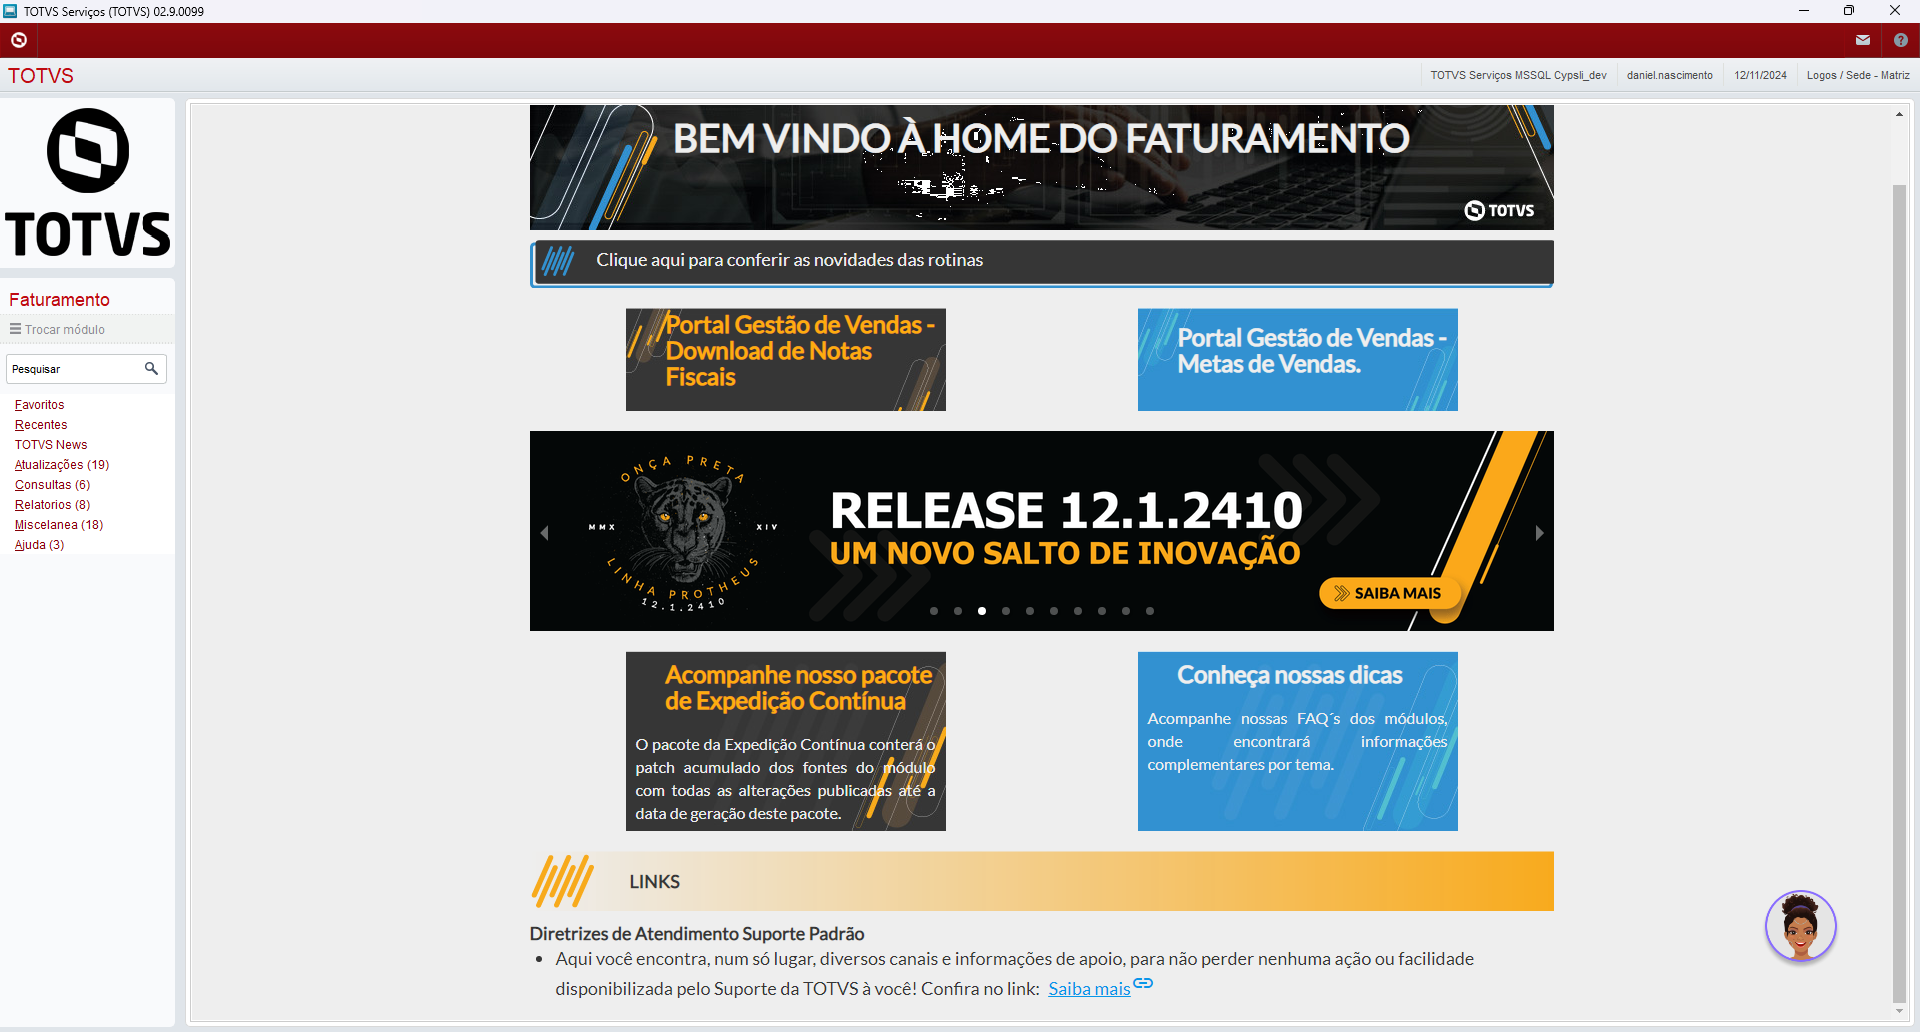 TOTVS Serviços (TOTVS) 02.9.0099
TOTVS
TOTVS Serviços MSSQL Cypsli_dev
daniel.nascimento
12/11/2024
Logos / Sede - Matriz
TOTVS
Faturamento
Trocar módulo
Pesquisar
Favoritos
Recentes
TOTVS News
Atualizações (19)
Consultas (6)
Relatorios (8)
Miscelanea (18)
Ajuda (3)
BEM VINDO À HOME DO FATURAMENTO
TOTVS
Clique aqui para conferir as novidades das rotinas
Portal Gestão de Vendas -
Download de Notas
Fiscais
Portal Gestão de Vendas -
Metas de Vendas.
ONÇA PRETA
MMX XIV
LINHA PROTHEUS
12.1.2410
RELEASE 12.1.2410
UM NOVO SALTO DE INOVAÇÃO
SAIBA MAIS
Acompanhe nosso pacote
de Expedição Contínua
O pacote da Expedição Contínua conterá o
patch acumulado dos fontes do módulo
com todas as alterações publicadas até a
data de geração deste pacote.
Conheça nossas dicas
Acompanhe nossas FAQ´s dos módulos,
onde encontrará informações
complementares por tema.
LINKS
Diretrizes de Atendimento Suporte Padrão
• Aqui você encontra, num só lugar, diversos canais e informações de apoio, para não perder nenhuma ação ou facilidade
disponibilizada pelo Suporte da TOTVS à você! Confira no link: Saiba mais